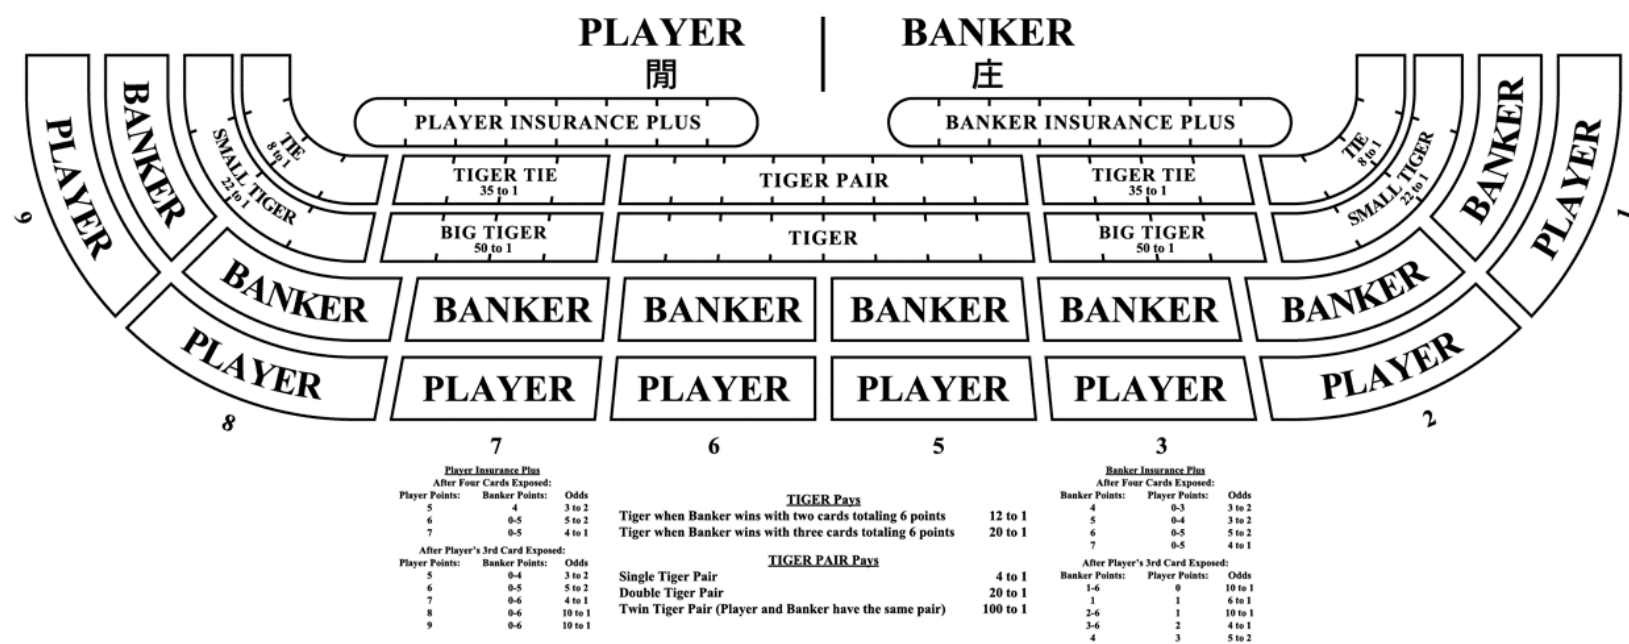 PLAYER | BANKER
閒 庄
PLAYER INSURANCE PLUS
BANKER INSURANCE PLUS
PLAYER
BANKER
SMALL TIGER
22 to 1
TIE
8 to 1
TIGER TIE
35 to 1
TIGER PAIR
TIGER TIE
35 to 1
TIE
8 to 1
SMALL TIGER
22 to 1
BANKER
PLAYER
BIG TIGER
50 to 1
TIGER
BIG TIGER
50 to 1
BANKER
BANKER
BANKER
BANKER
BANKER
BANKER
PLAYER
PLAYER
PLAYER
PLAYER
PLAYER
PLAYER
9
8
7
6
5
3
2
1
Player Insurance Plus
After Four Cards Exposed:
Player Points: Banker Points: Odds
5 4 3 to 2
6 0-5 5 to 2
7 0-5 4 to 1
After Player's 3rd Card Exposed:
Player Points: Banker Points: Odds
5 0-4 3 to 2
6 0-5 5 to 2
7 0-6 4 to 1
8 0-6 10 to 1
9 0-6 10 to 1
TIGER Pays
Tiger when Banker wins with two cards totaling 6 points 12 to 1
Tiger when Banker wins with three cards totaling 6 points 20 to 1
TIGER PAIR Pays
Single Tiger Pair 4 to 1
Double Tiger Pair 20 to 1
Twin Tiger Pair (Player and Banker have the same pair) 100 to 1
Banker Insurance Plus
After Four Cards Exposed:
Banker Points: Player Points: Odds
4 0-3 3 to 2
5 0-4 3 to 2
6 0-5 5 to 2
7 0-5 4 to 1
After Player's 3rd Card Exposed:
Banker Points: Player Points: Odds
1-6 0 10 to 1
1 1 6 to 1
2-6 1 10 to 1
3-6 2 4 to 1
4 3 5 to 2